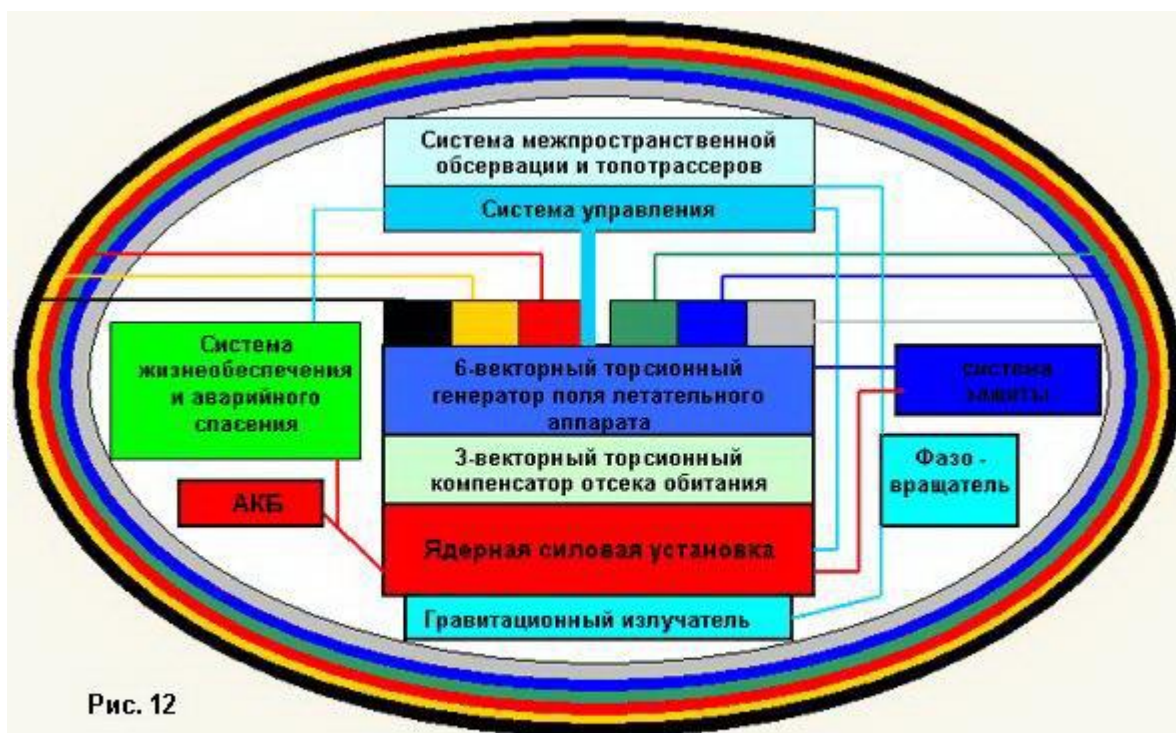 Система межпространственной
обсервации и топотрассеров
Система управления
Система
жизнеобеспечения
и аварийного
спасения
6-векторный торсионный
генератор поля летательного
аппарата
система
защиты
3-векторный торсионный
компенсатор отсека обитания
Фазо -
вращатель
АКБ
Ядерная силовая установка
Гравитационный излучатель
Рис. 12